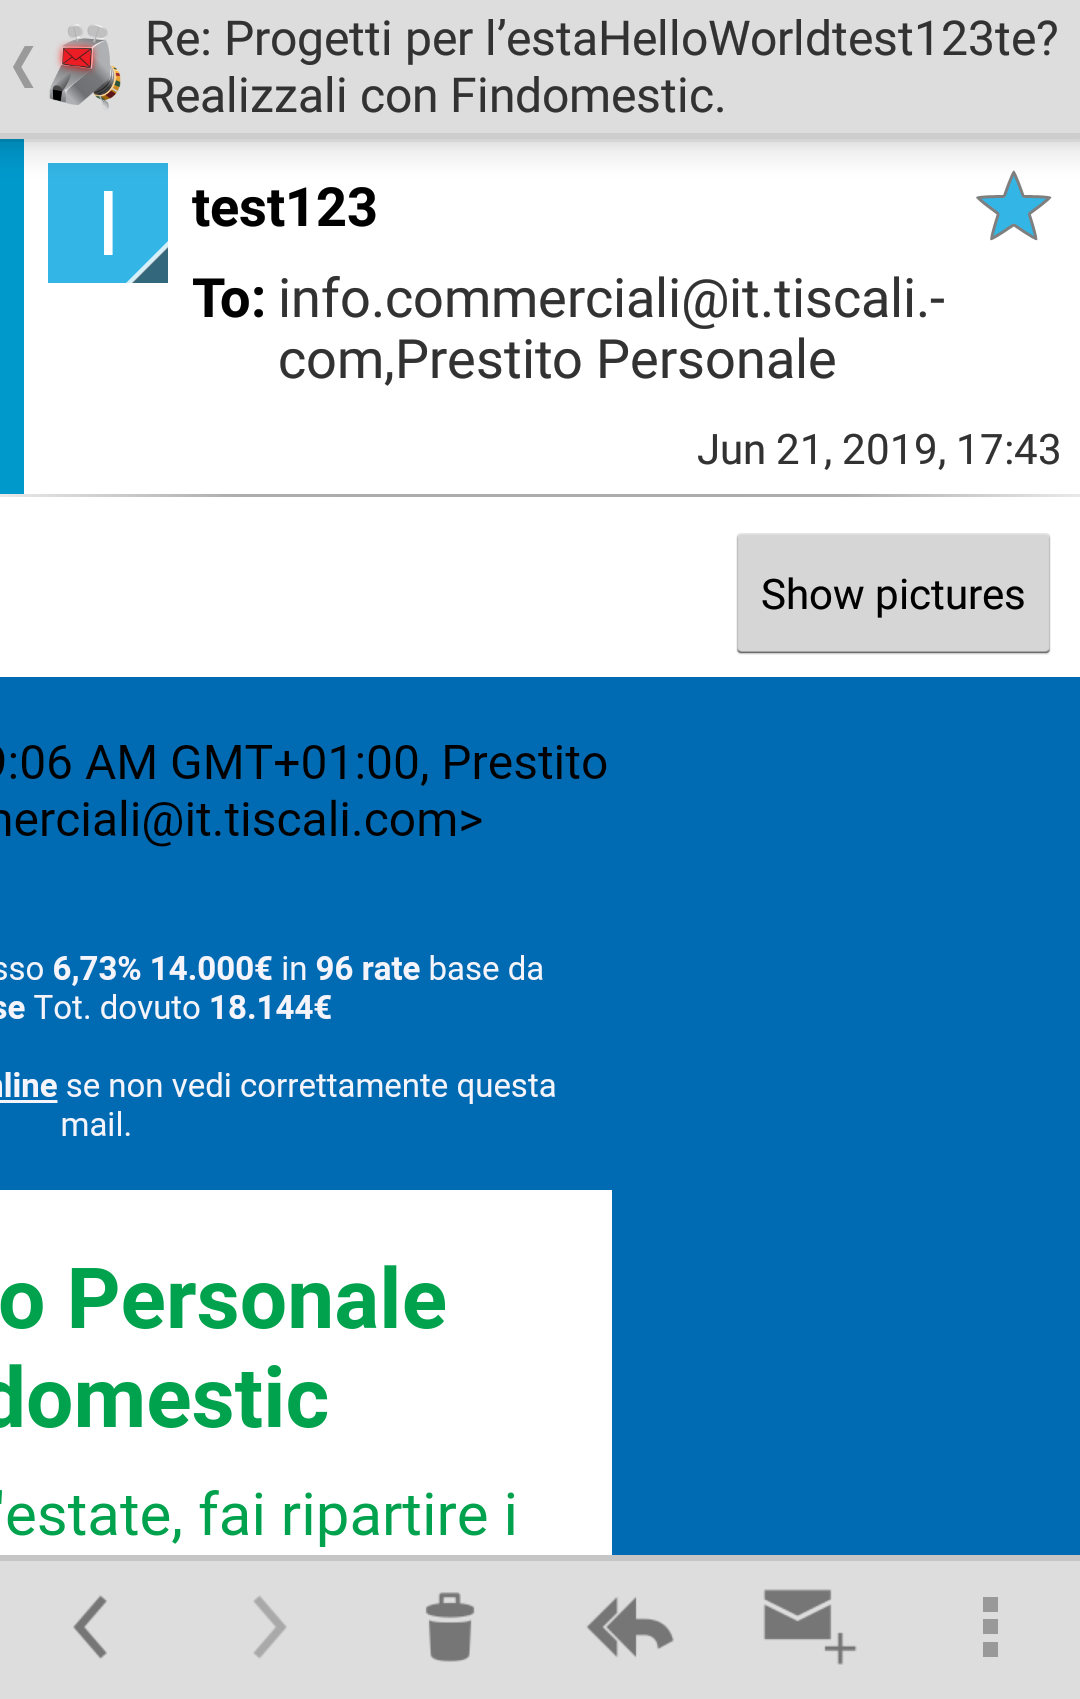 Re: Progetti per l’estaHelloWorldtest123te?
Realizzali con Findomestic.
I
test123
To: info.commerciali@it.tiscali.-
com,Prestito Personale
Jun 21, 2019, 17:43
Show pictures
:06 AM GMT+01:00, Prestito
erciali@it.tiscali.com>
sso 6,73% 14.000€ in 96 rate base da
se Tot. dovuto 18.144€
line se non vedi correttamente questa
mail.
o Personale
domestic
'estate, fai ripartire i